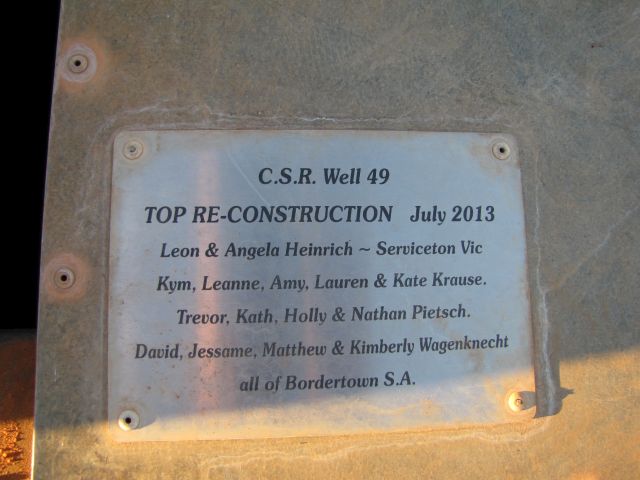 C.S.R. Well 49
TOP RE-CONSTRUCTION July 2013
Leon & Angela Heinrich ~ Serviceton Vic
Kym, Leanne, Amy, Lauren & Kate Krause.
Trevor, Kath, Holly & Nathan Pietsch.
David, Jessame, Matthew & Kimberly Wagenknecht
all of Bordertown S.A.